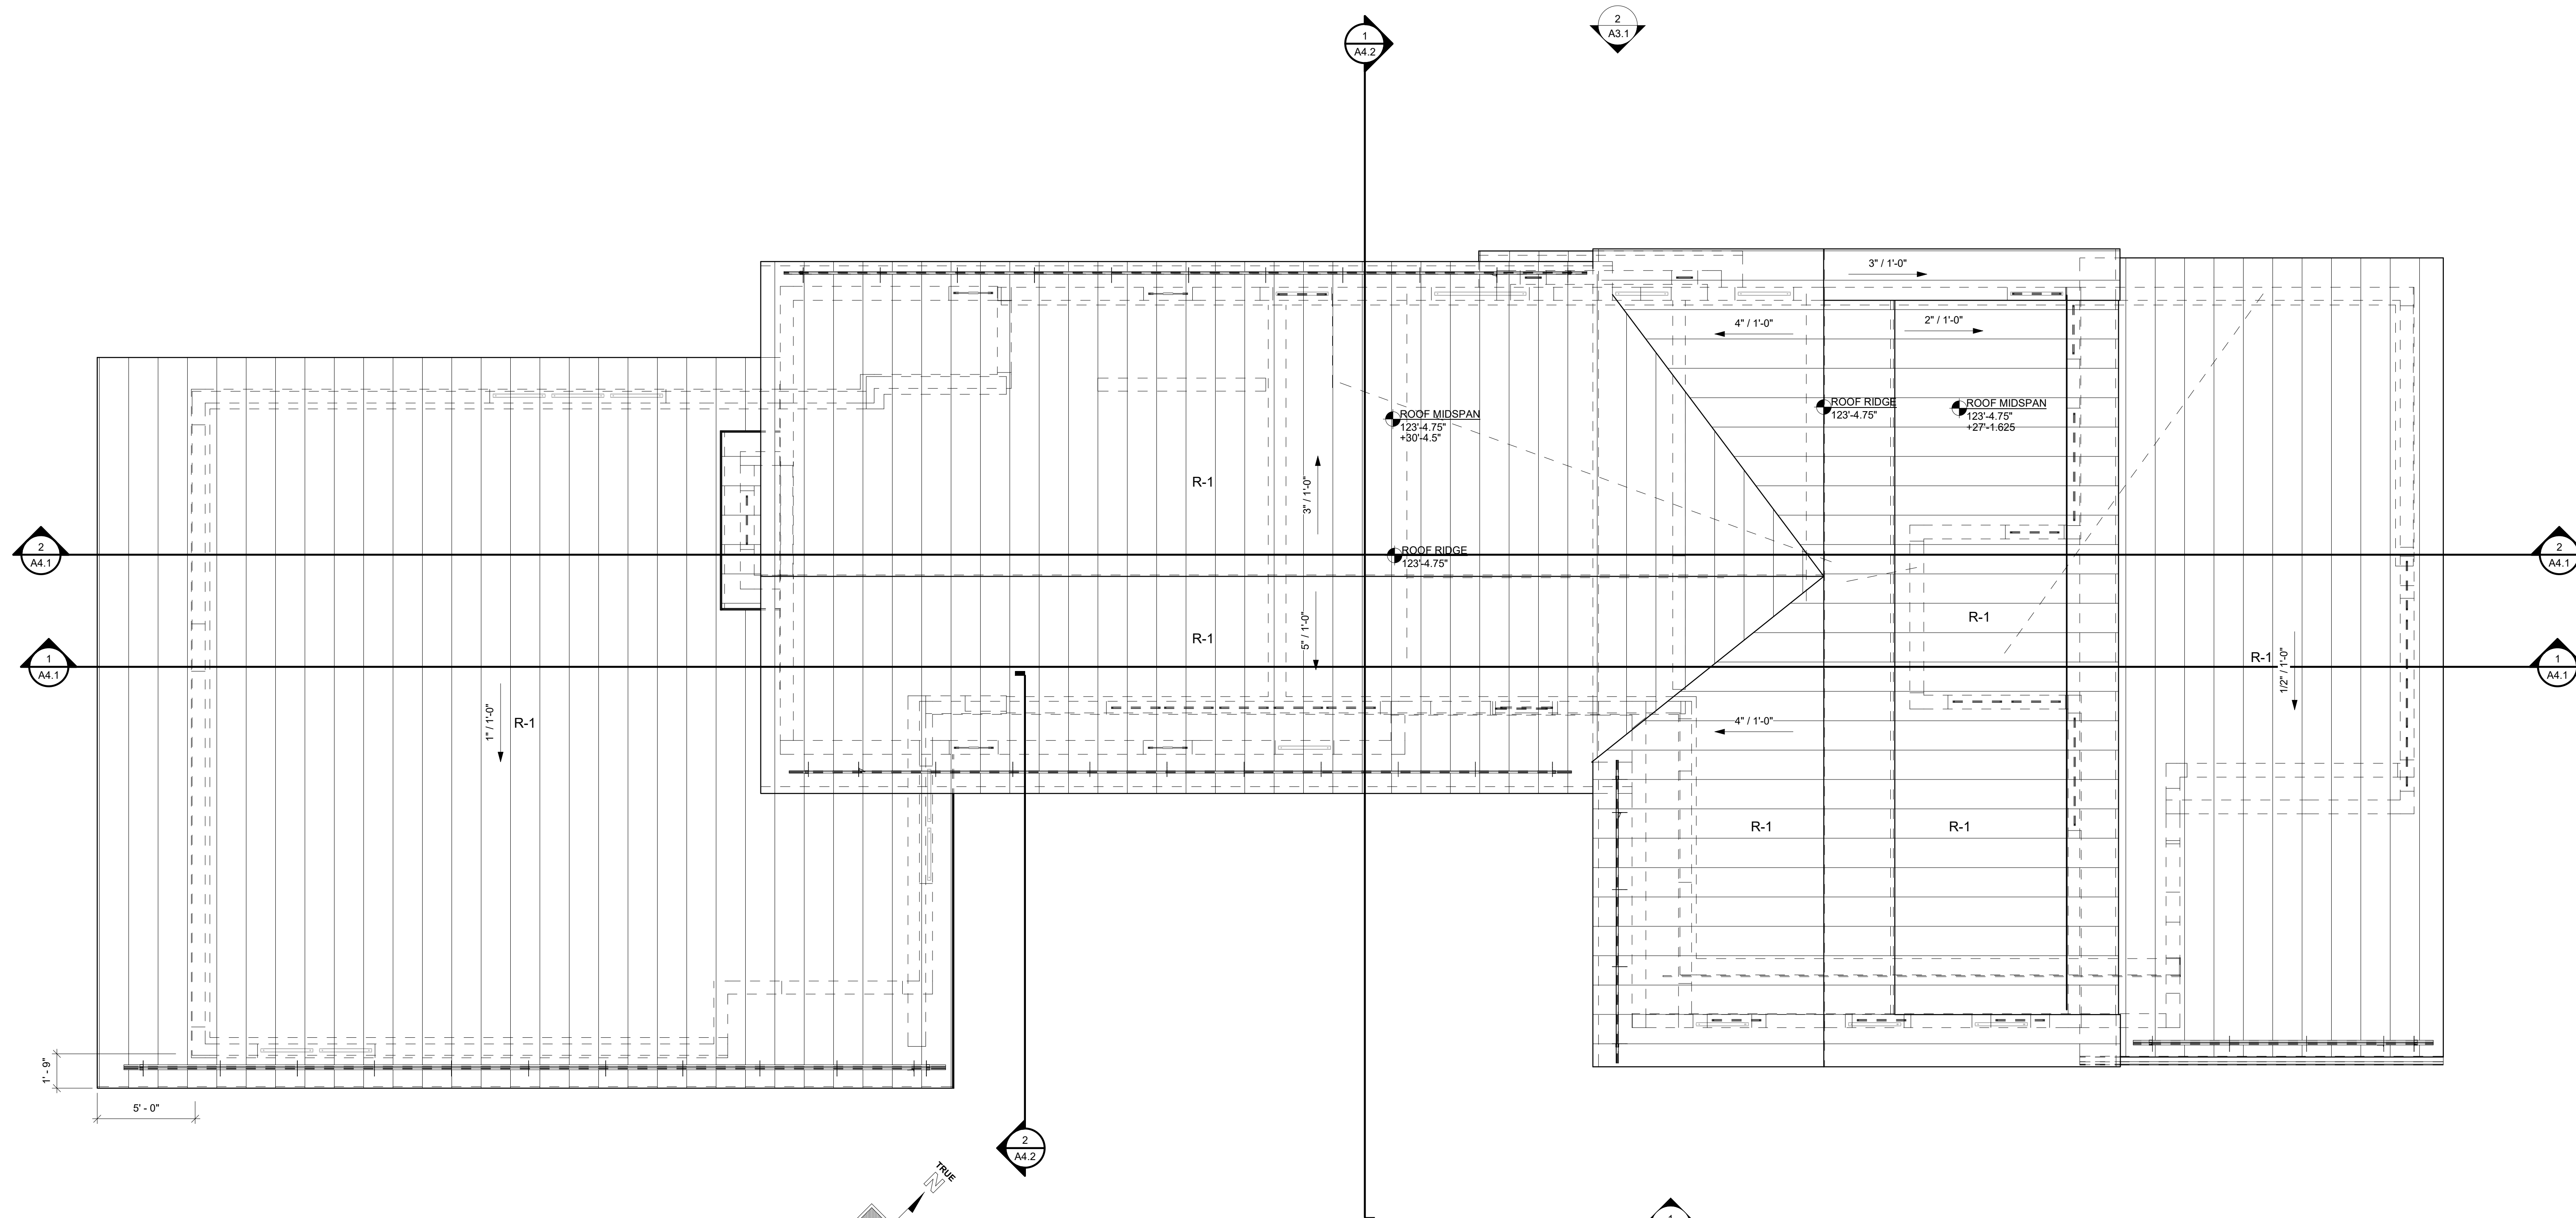 1
A4.2
2
A3.1
3" / 1'-0"
4" / 1'-0"
2" / 1'-0"
ROOF MIDSPAN
123'-4.75"
+30'-4.5"
ROOF RIDGE
123'-4.75"
ROOF MIDSPAN
123'-4.75"
+27'-1.625
R-1
3" / 1'-0"
2
A4.1
ROOF RIDGE
123'-4.75"
2
A4.1
R-1
5" / 1'-0"
R-1
R-1
1/2" / 1'-0"
1
A4.1
1
A4.1
1" / 1'-0"
R-1
4" / 1'-0"
R-1
R-1
1' - 9"
5' - 0"
2
A4.2
TRUE
N
1